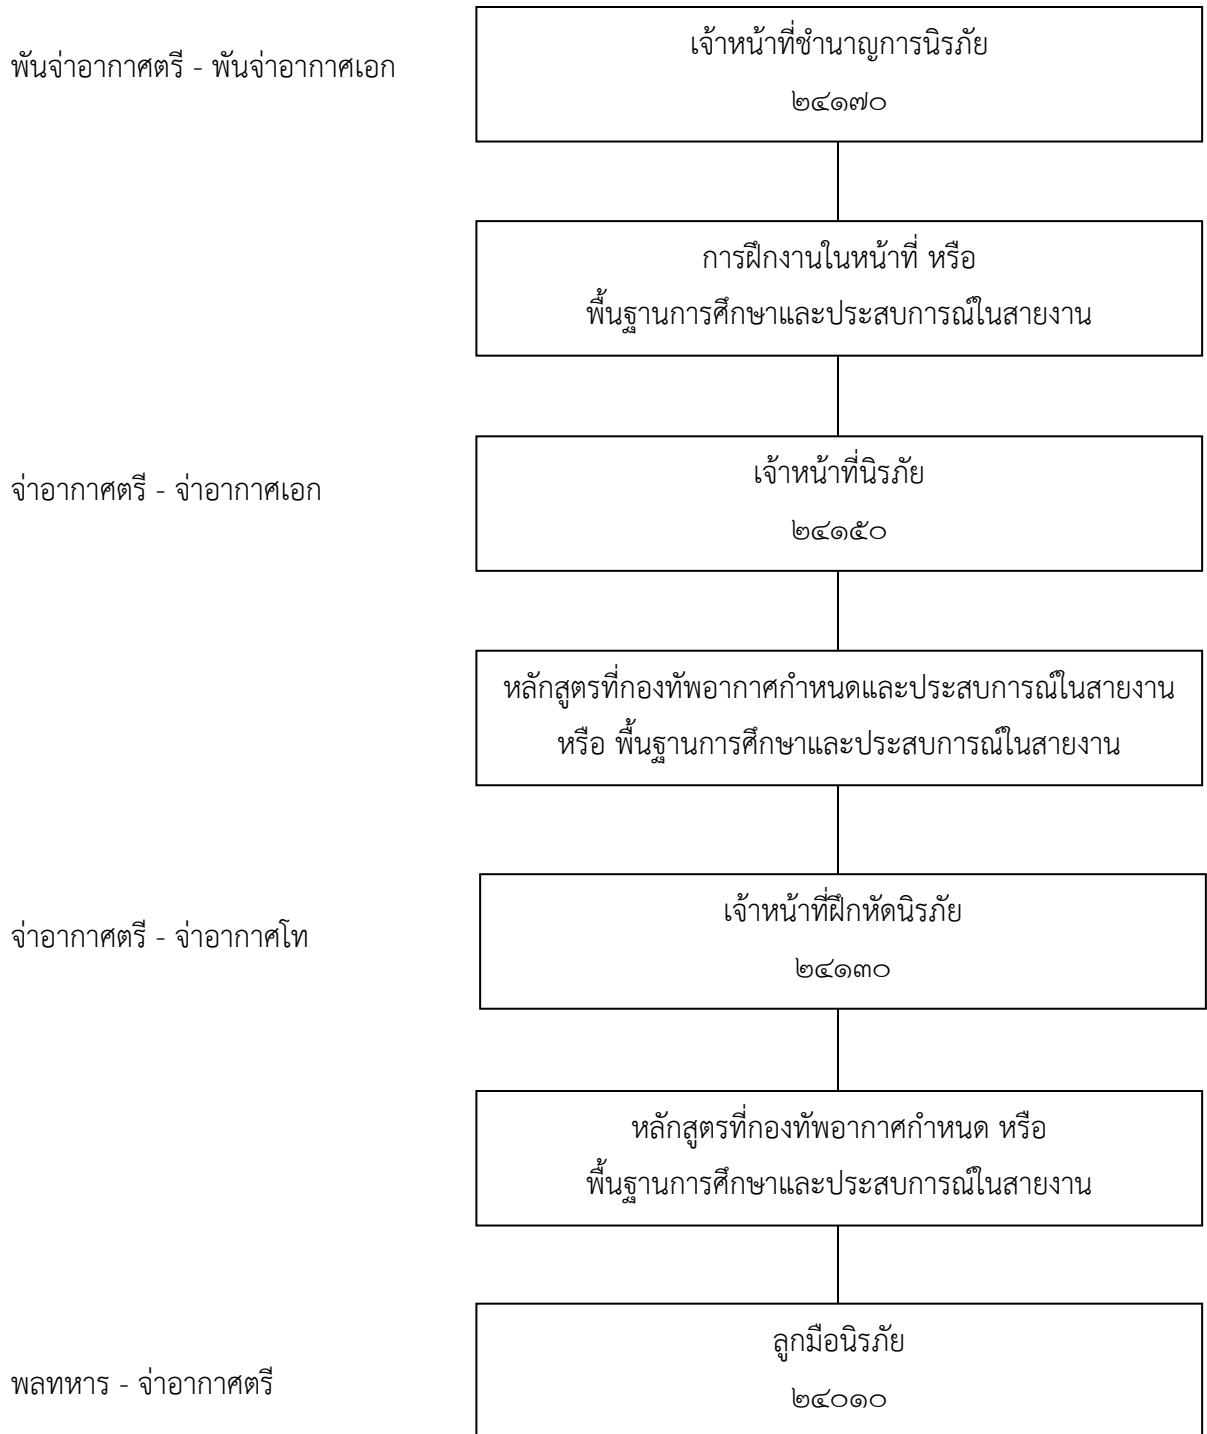 พันจ่าอากาศตรี - พันจ่าอากาศเอก
เจ้าหน้าที่ชำนาญการนิรภัย
๒๔๑๗๐
การฝึกงานในหน้าที่ หรือ
พื้นฐานการศึกษาและประสบการณ์ในสายงาน
จ่าอากาศตรี - จ่าอากาศเอก
เจ้าหน้าที่นิรภัย
๒๔๑๕๐
หลักสูตรที่กองทัพอากาศกำหนดและประสบการณ์ในสายงาน
หรือ พื้นฐานการศึกษาและประสบการณ์ในสายงาน
จ่าอากาศตรี - จ่าอากาศโท
เจ้าหน้าที่ฝึกหัดนิรภัย
๒๔๑๓๐
หลักสูตรที่กองทัพอากาศกำหนด หรือ
พื้นฐานการศึกษาและประสบการณ์ในสายงาน
พลทหาร - จ่าอากาศตรี
ลูกมือนิรภัย
๒๔๐๑๐